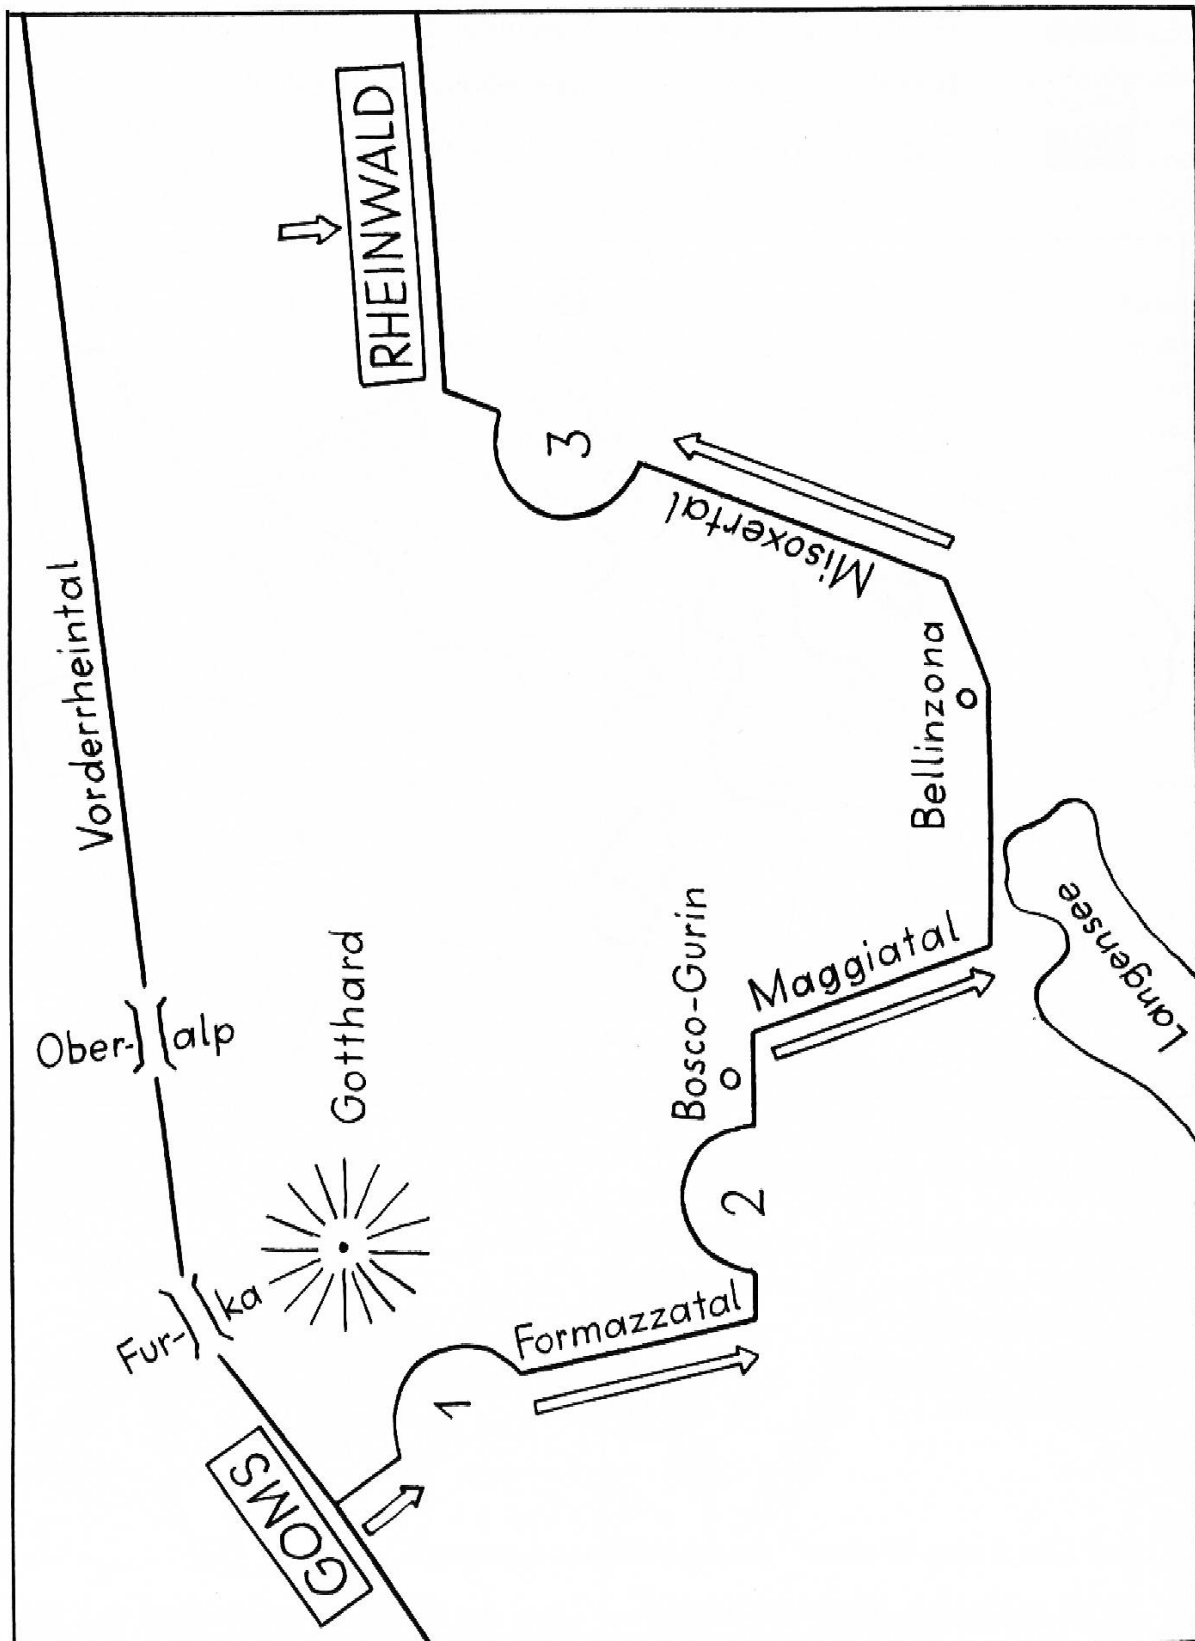 Vorderrheintal
Ober-
alp
Fur-
ka
Gotthard
GOMS
1
Formazzatal
2
Bosco-Gurin
Maggiatal
Langensee
Bellinzona
Misoxertal
3
RHEINWALD